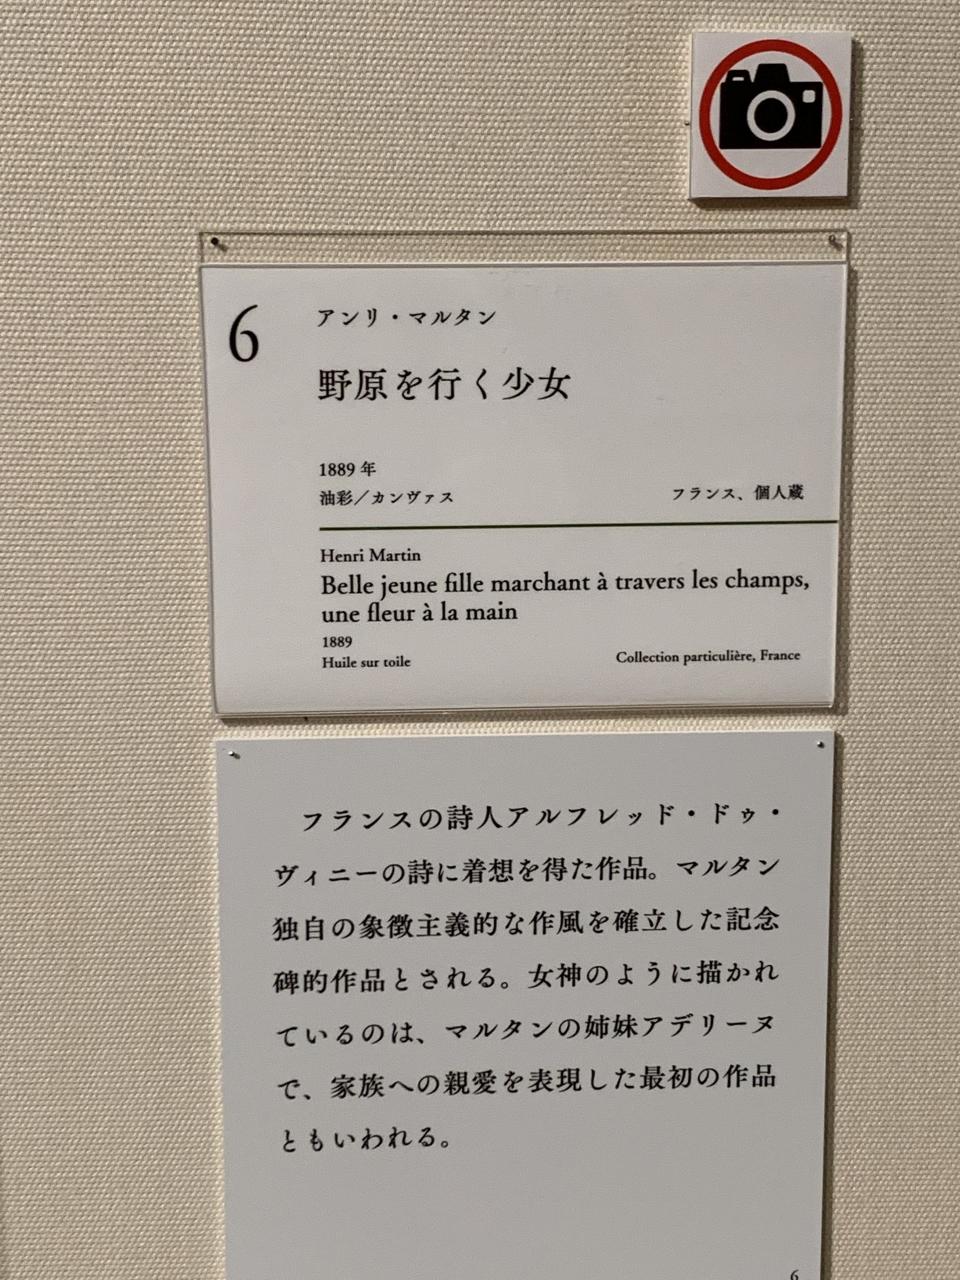 6
アンリ・マルタン
野原を行く少女
1889 年
油彩／カンヴァス
フランス、個人蔵
Henri Martin
Belle jeune fille marchant à travers les champs,
une fleur à la main
1889
Huile sur toile
Collection particulière, France
フランスの詩人アルフレッド・ドゥ・
ヴィニーの詩に着想を得た作品。マルタン
独自の象徴主義的な作風を確立した記念
碑的作品とされる。女神のように描かれ
ているのは、マルタンの姉妹アデリーヌ
で、家族への親愛を表現した最初の作品
ともいわれる。
6